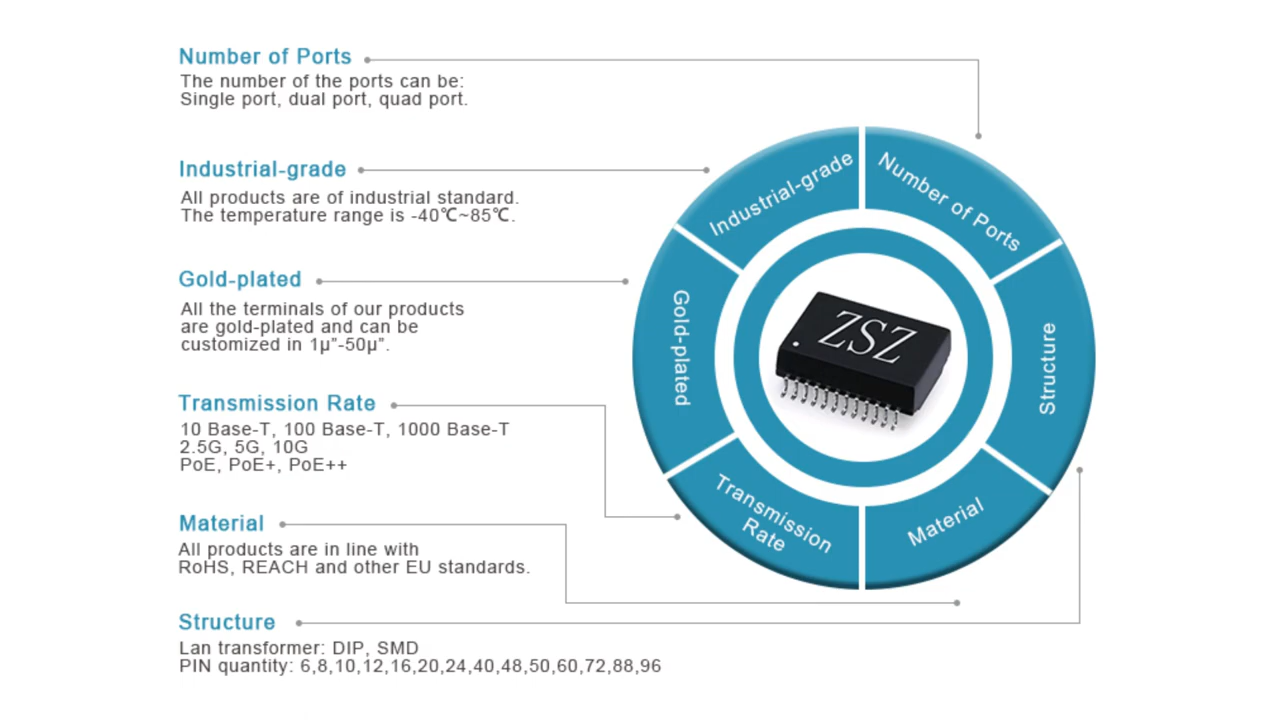 Number of Ports
The number of the ports can be:
Single port, dual port, quad port.
Industrial-grade
All products are of industrial standard.
The temperature range is -40℃~85℃.
Gold-plated
All the terminals of our products
are gold-plated and can be
customized in 1μ”-50μ”.
Transmission Rate
10 Base-T, 100 Base-T, 1000 Base-T
2.5G, 5G, 10G
PoE, PoE+, PoE++
Material
All products are in line with
RoHS, REACH and other EU standards.
Structure
Lan transformer: DIP, SMD
PIN quantity: 6,8,10,12,16,20,24,40,48,50,60,72,88,96
Industrial-grade
Number of Ports
Gold-plated
Structure
Transmission
Rate
Material
ZSZ